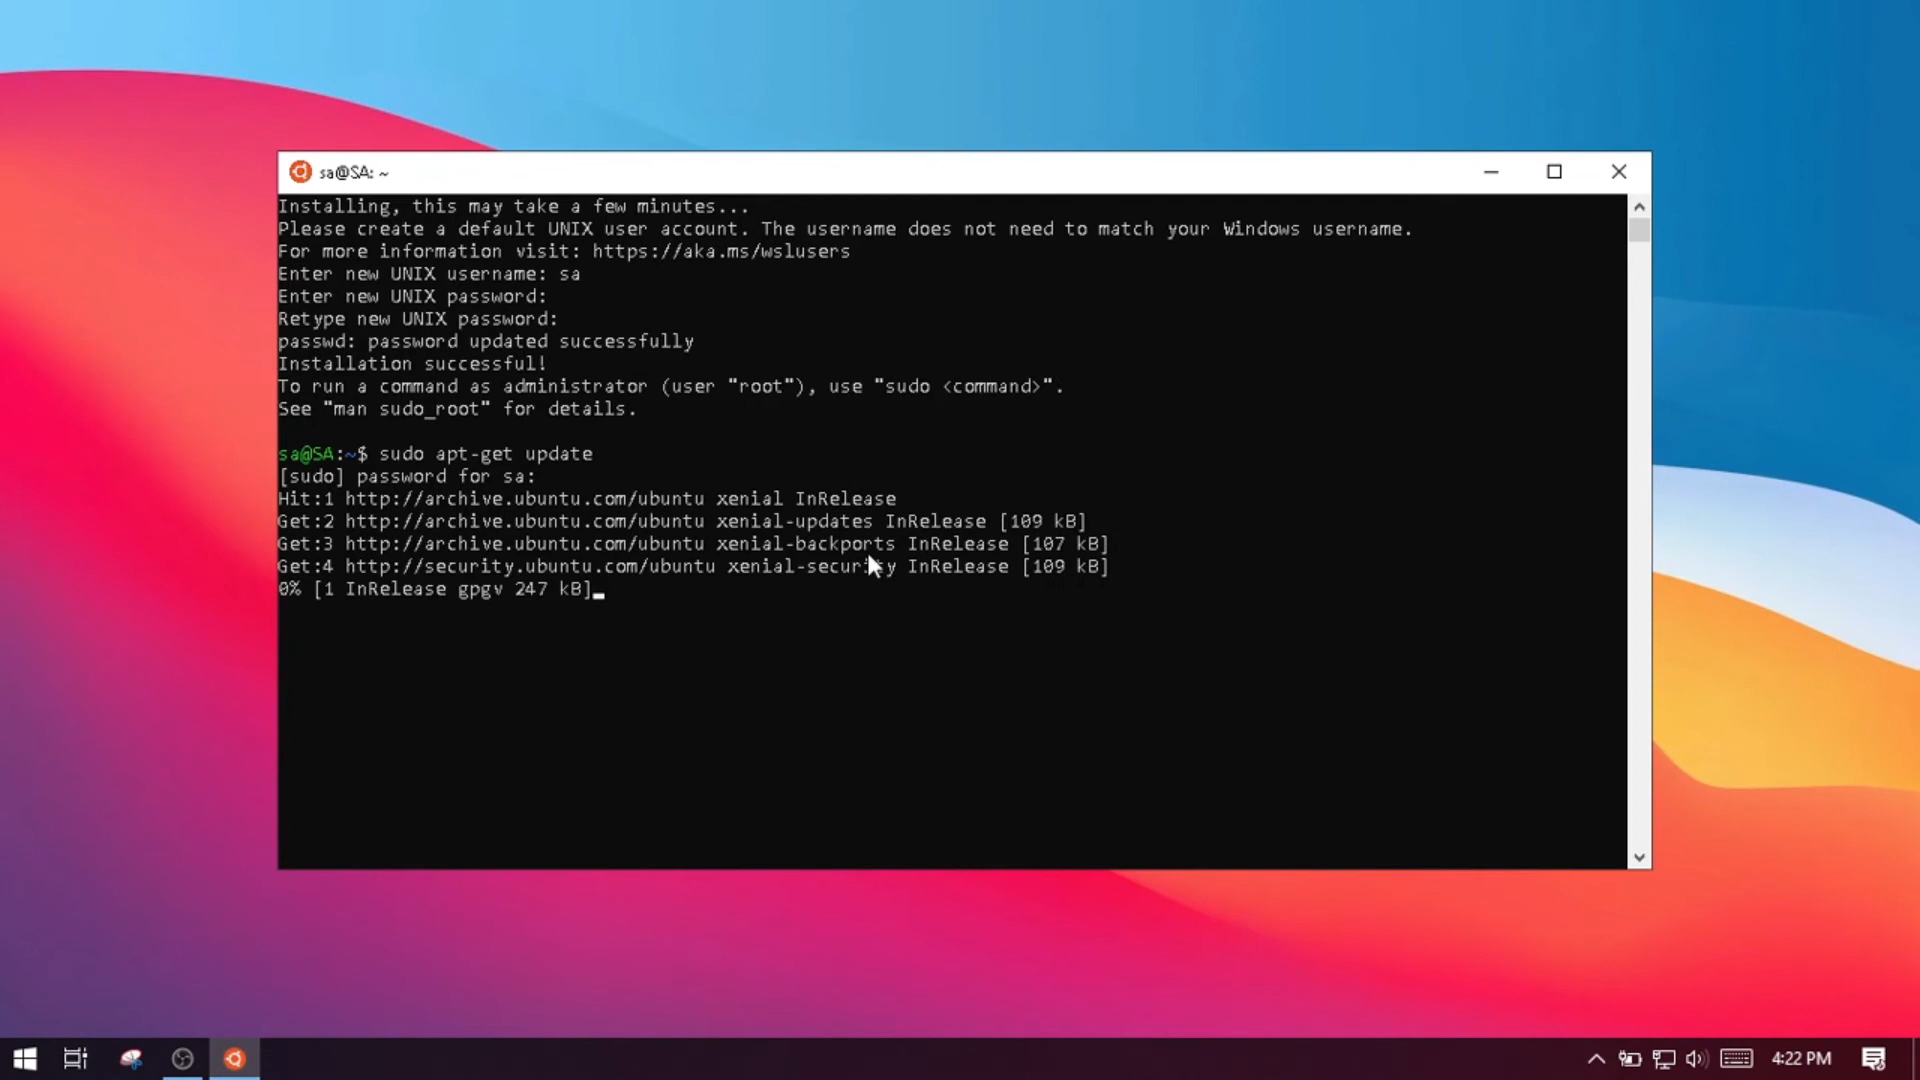 sa@SA: ~
Installing, this may take a few minutes...
Please create a default UNIX user account. The username does not need to match your Windows username.
For more information visit: https://aka.ms/wslusers
Enter new UNIX username: sa
Enter new UNIX password:
Retype new UNIX password:
passwd: password updated successfully
Installation successful!
To run a command as administrator (user "root"), use "sudo <command>".
See "man sudo_root" for details.
sa@SA:~$ sudo apt-get update
[sudo] password for sa:
Hit:1 http://archive.ubuntu.com/ubuntu xenial InRelease
Get:2 http://archive.ubuntu.com/ubuntu xenial-updates InRelease [109 kB]
Get:3 http://archive.ubuntu.com/ubuntu xenial-backports InRelease [107 kB]
Get:4 http://security.ubuntu.com/ubuntu xenial-security InRelease [109 kB]
0% [1 InRelease gpgv 247 kB]
4:22 PM